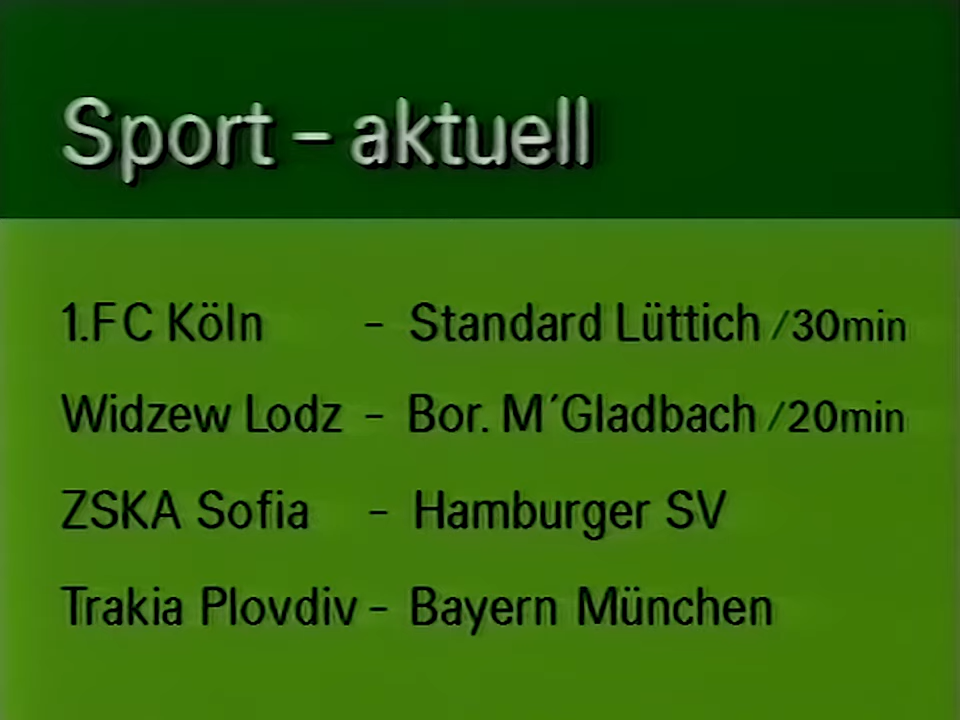 Sport – aktuell
1.FC Köln – Standard Lüttich /30min
Widzew Lodz – Bor. M´Gladbach /20min
ZSKA Sofia – Hamburger SV
Trakia Plovdiv – Bayern München